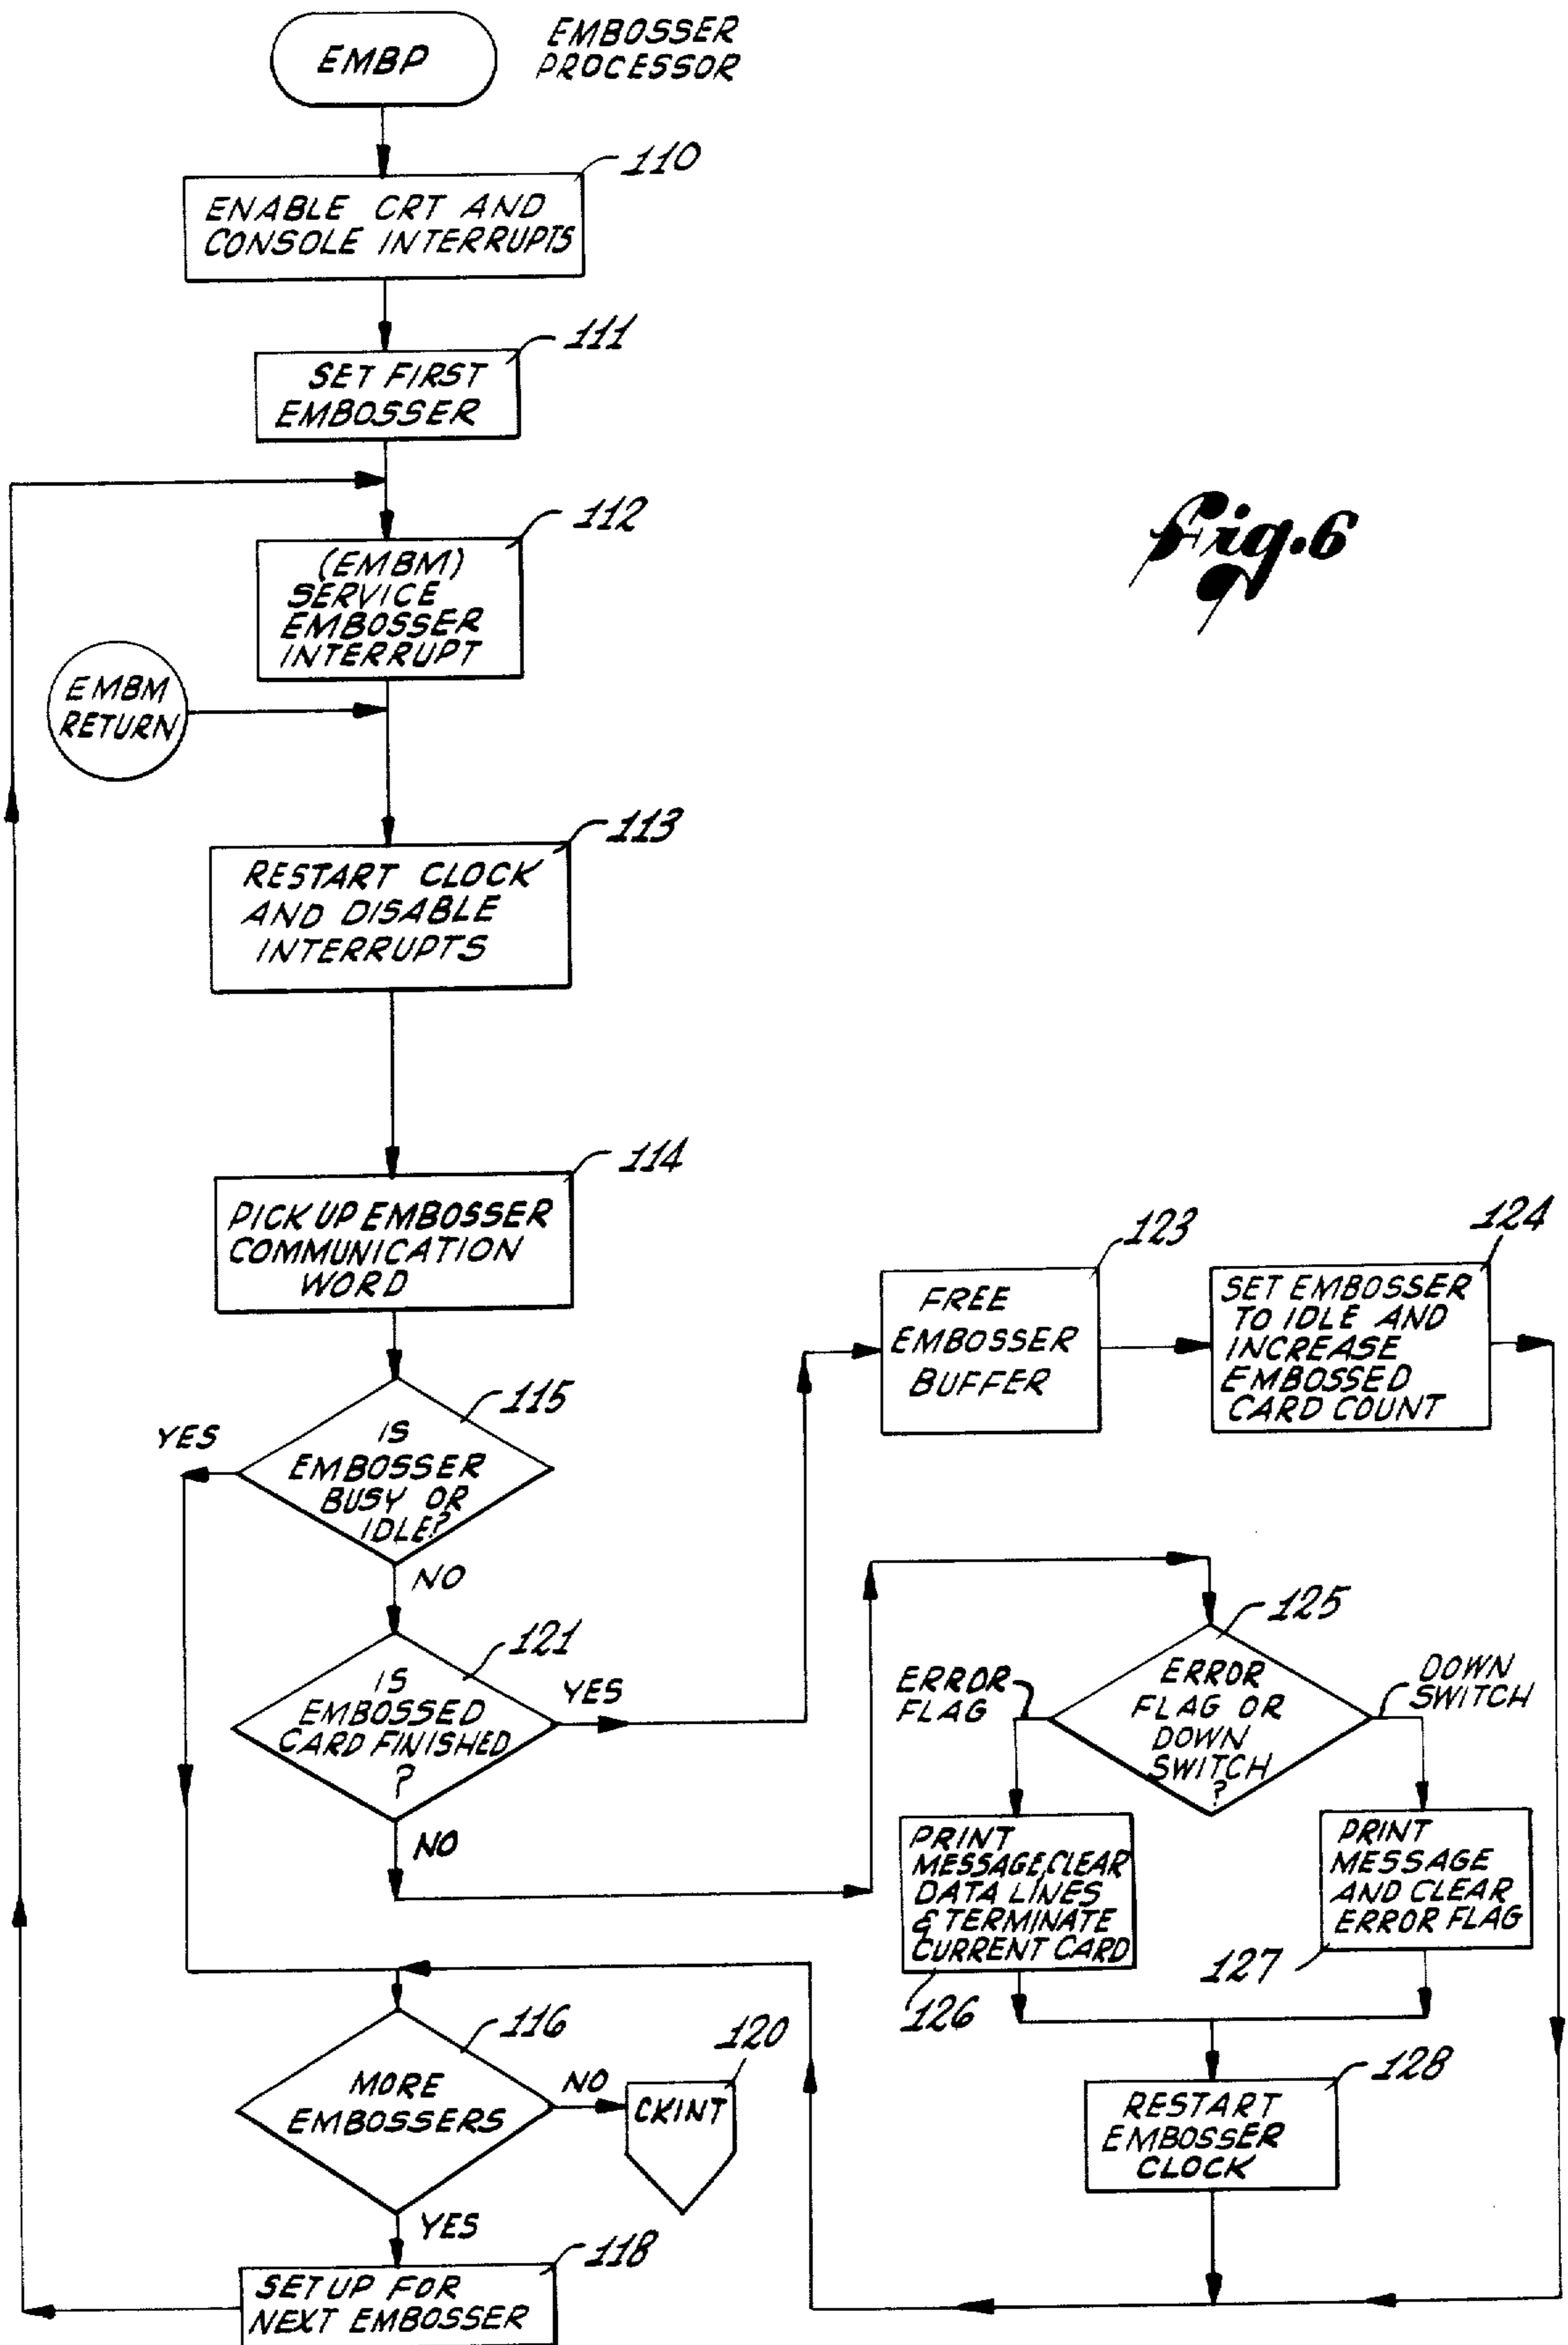 EMBP
EMBOSSER
PROCESSOR
110
ENABLE CRT AND
CONSOLE INTERRUPTS
111
SET FIRST
EMBOSSER
112
(EMBM)
SERVICE
EMBOSSER
INTERRUPT
Fig.6
EMBM
RETURN
113
RESTART CLOCK
AND DISABLE
INTERRUPTS
114
PICK UP EMBOSSER
COMMUNICATION
WORD
115
YES
IS
EMBOSSER
BUSY OR
IDLE?
NO
123
FREE
EMBOSSER
BUFFER
124
SET EMBOSSER
TO IDLE AND
INCREASE
EMBOSSED
CARD COUNT
121
IS
EMBOSSED
CARD FINISHED
?
YES
NO
125
ERROR
FLAG
ERROR
FLAG OR
DOWN
SWITCH
?
DOWN
SWITCH
PRINT
MESSAGE, CLEAR
DATA LINES
& TERMINATE
CURRENT CARD
126
PRINT
MESSAGE
AND CLEAR
ERROR FLAG
127
116
MORE
EMBOSSERS
NO
120
CKINT
YES
128
RESTART
EMBOSSER
CLOCK
118
SET UP FOR
NEXT EMBOSSER